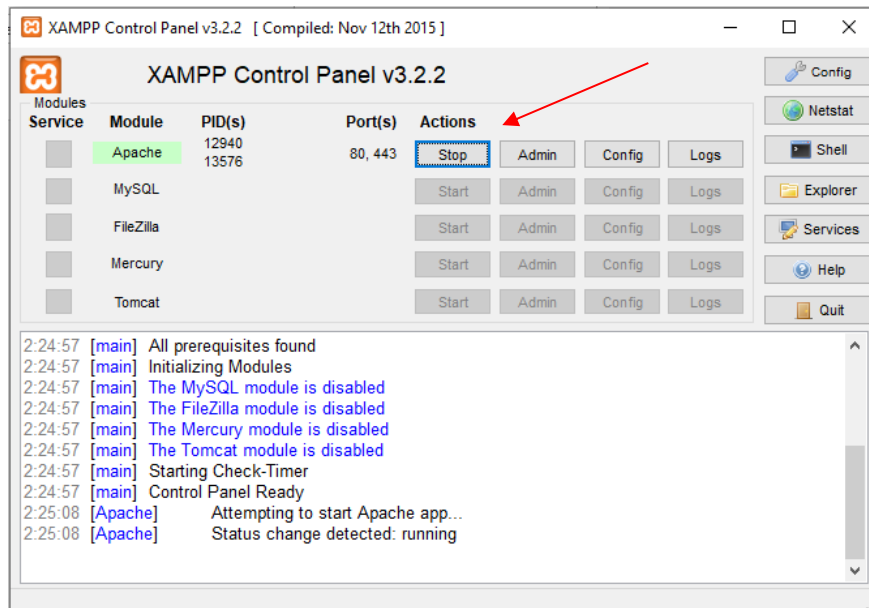 XAMPP Control Panel v3.2.2 [ Compiled: Nov 12th 2015 ]
XAMPP Control Panel v3.2.2
Config
Modules
Service Module PID(s) Port(s) Actions
Netstat
Apache 12940 13576 80, 443 Stop Admin Config Logs
Shell
MySQL Start Admin Config Logs
Explorer
FileZilla Start Admin Config Logs
Services
Mercury Start Admin Config Logs
Help
Tomcat Start Admin Config Logs
Quit
2:24:57 [main] All prerequisites found
2:24:57 [main] Initializing Modules
2:24:57 [main] The MySQL module is disabled
2:24:57 [main] The FileZilla module is disabled
2:24:57 [main] The Mercury module is disabled
2:24:57 [main] The Tomcat module is disabled
2:24:57 [main] Starting Check-Timer
2:24:57 [main] Control Panel Ready
2:25:08 [Apache] Attempting to start Apache app...
2:25:08 [Apache] Status change detected: running